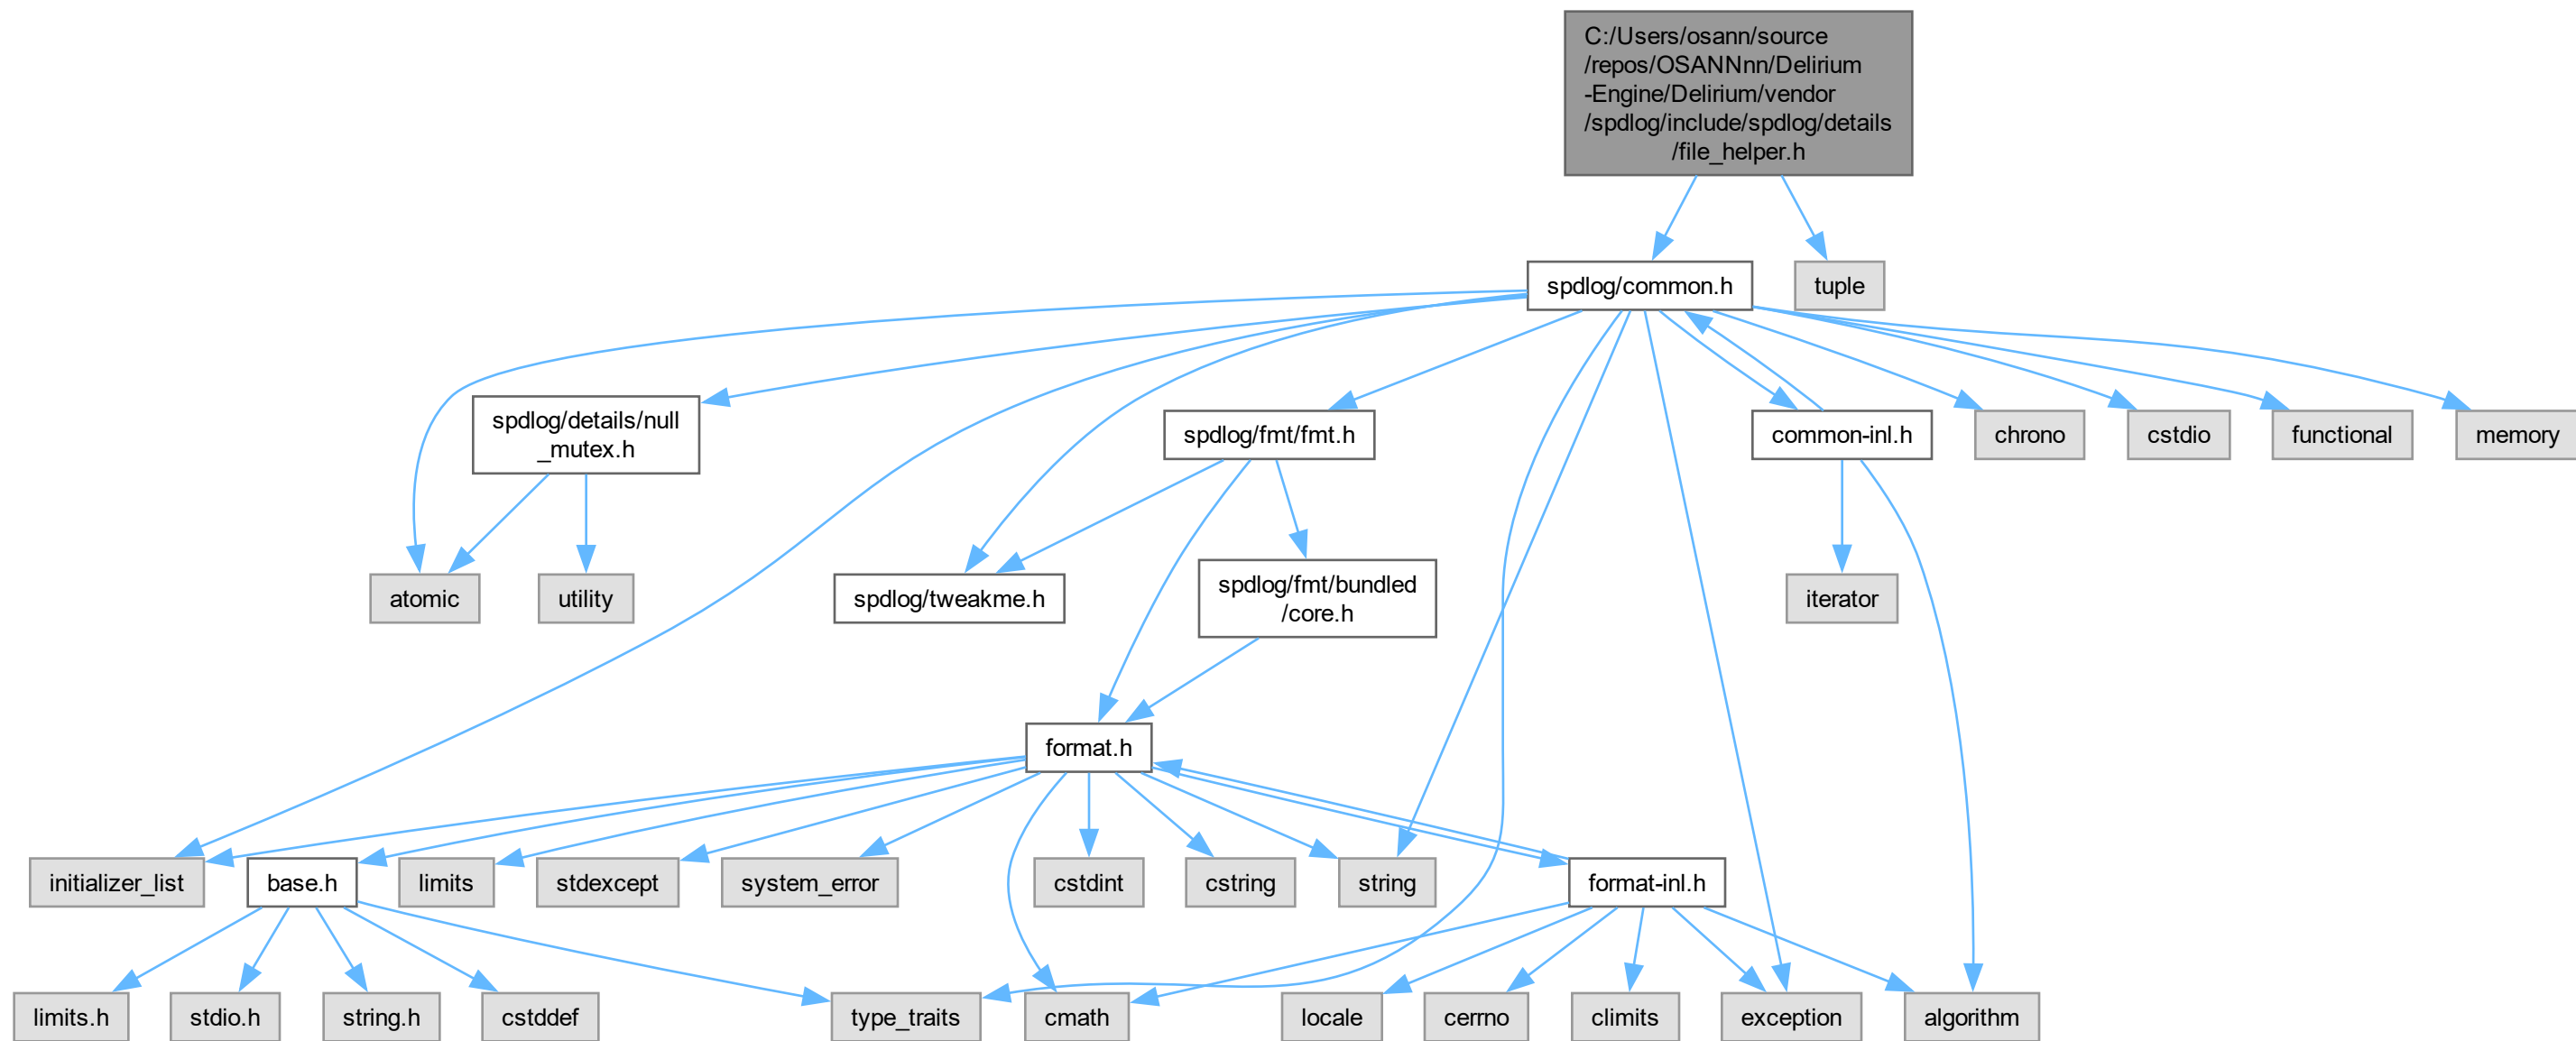 C:/Users/osann/source
/repos/OSANNnn/Delirium
-Engine/Delirium/vendor
/spdlog/include/spdlog/details
/file_helper.h
spdlog/common.h
tuple
spdlog/details/null
_mutex.h
spdlog/fmt/fmt.h
common-inl.h
chrono
cstdio
functional
memory
atomic
utility
spdlog/tweakme.h
spdlog/fmt/bundled
/core.h
iterator
format.h
initializer_list
base.h
limits
stdexcept
system_error
cstdint
cstring
string
format-inl.h
limits.h
stdio.h
string.h
cstddef
type_traits
cmath
locale
cerrno
climits
exception
algorithm